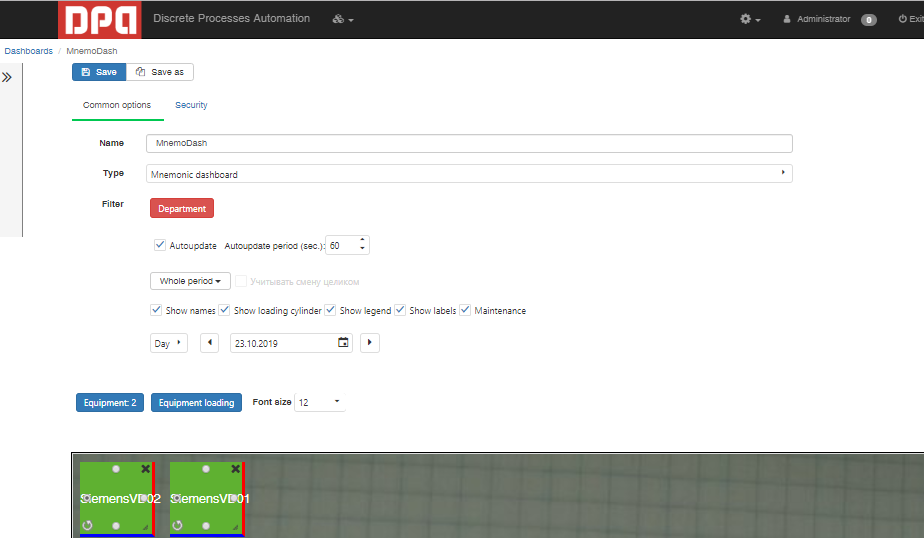 DPA Discrete Processes Automation Administrator 0 Exit
Dashboards / MnemoDash
Save Save as
Common options Security
Name MnemoDash
Type Mnemonic dashboard
Filter Department
Autoupdate Autoupdate period (sec.): 60
Whole period Учитывать смену целиком
Show names Show loading cylinder Show legend Show labels Maintenance
Day 23.10.2019
Equipment: 2 Equipment loading Font size 12
SiemensVD02 SiemensVD01